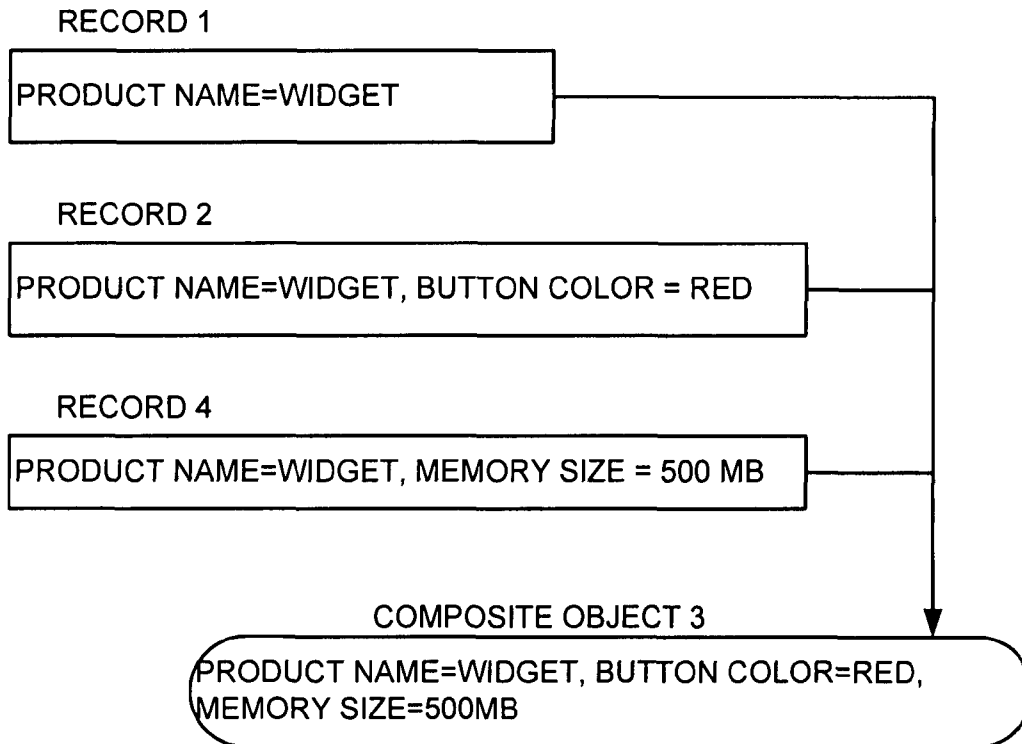 RECORD 1
PRODUCT NAME=WIDGET
RECORD 2
PRODUCT NAME=WIDGET, BUTTON COLOR = RED
RECORD 4
PRODUCT NAME=WIDGET, MEMORY SIZE = 500 MB
COMPOSITE OBJECT 3
PRODUCT NAME=WIDGET, BUTTON COLOR=RED,
MEMORY SIZE=500MB